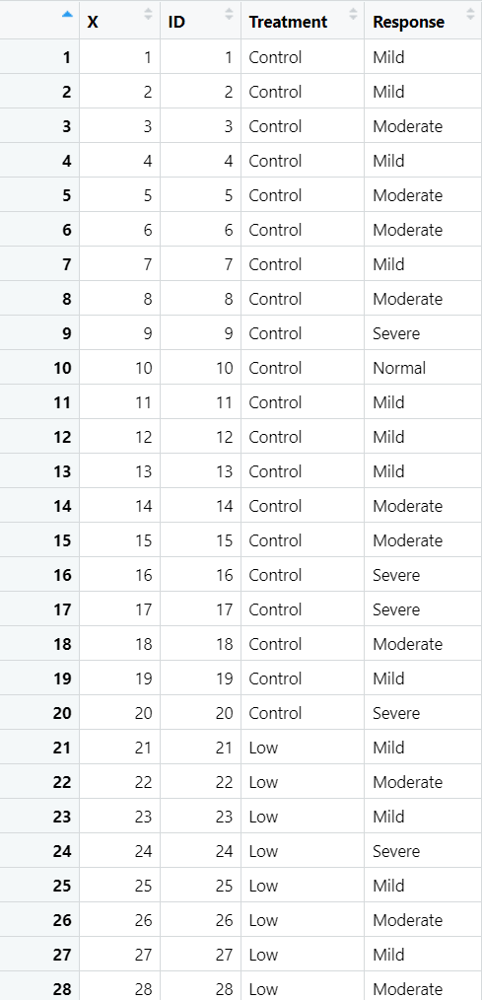 X ID Treatment Response
1 1 1 Control Mild
2 2 2 Control Mild
3 3 3 Control Moderate
4 4 4 Control Mild
5 5 5 Control Moderate
6 6 6 Control Moderate
7 7 7 Control Mild
8 8 8 Control Moderate
9 9 9 Control Severe
10 10 10 Control Normal
11 11 11 Control Mild
12 12 12 Control Mild
13 13 13 Control Mild
14 14 14 Control Moderate
15 15 15 Control Moderate
16 16 16 Control Severe
17 17 17 Control Severe
18 18 18 Control Moderate
19 19 19 Control Mild
20 20 20 Control Severe
21 21 21 Low Mild
22 22 22 Low Moderate
23 23 23 Low Mild
24 24 24 Low Severe
25 25 25 Low Mild
26 26 26 Low Moderate
27 27 27 Low Mild
28 28 28 Low Moderate